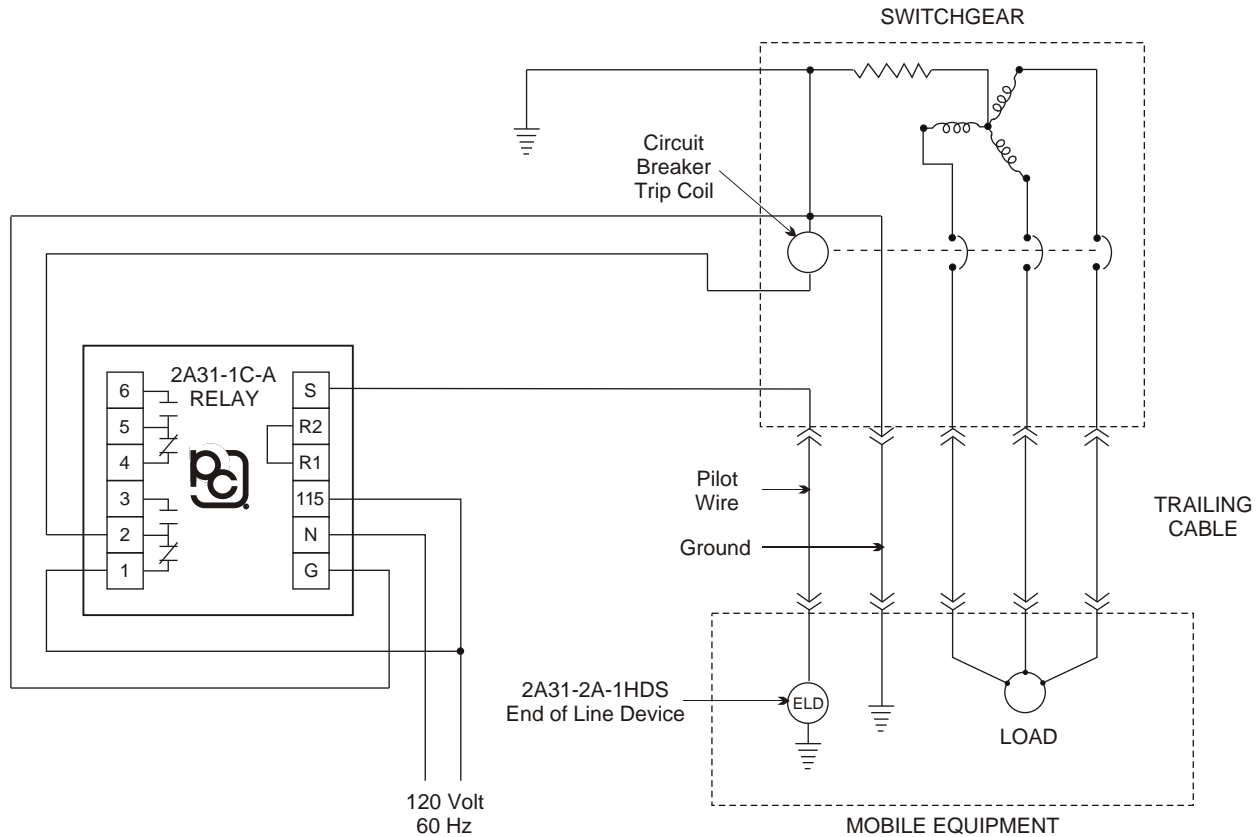 SWITCHGEAR
Circuit
Breaker
Trip Coil
2A31-1C-A
RELAY
6
5
4
3
2
1
S
R2
R1
115
N
G
pc
Pilot
Wire
Ground
TRAILING
CABLE
2A31-2A-1HDS
End of Line Device
ELD
LOAD
120 Volt
60 Hz
MOBILE EQUIPMENT